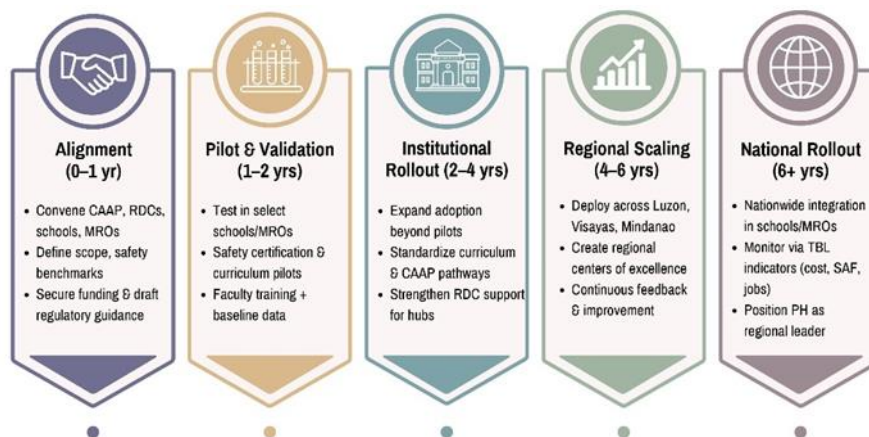 Alignment
(0–1 yr)
• Convene CAAP, RDCs,
schools, MROs
• Define scope, safety
benchmarks
• Secure funding & draft
regulatory guidance
Pilot & Validation
(1–2 yrs)
• Test in select
schools/MROs
• Safety certification &
curriculum pilots
• Faculty training +
baseline data
Institutional
Rollout (2–4 yrs)
• Expand adoption
beyond pilots
• Standardize curriculum
& CAAP pathways
• Strengthen RDC support
for hubs
Regional Scaling
(4–6 yrs)
• Deploy across Luzon,
Visayas, Mindanao
• Create regional
centers of excellence
• Continuous feedback
& improvement
National Rollout
(6+ yrs)
• Nationwide integration
in schools/MROs
• Monitor via TBL
indicators (cost, SAF,
jobs)
• Position PH as
regional leader